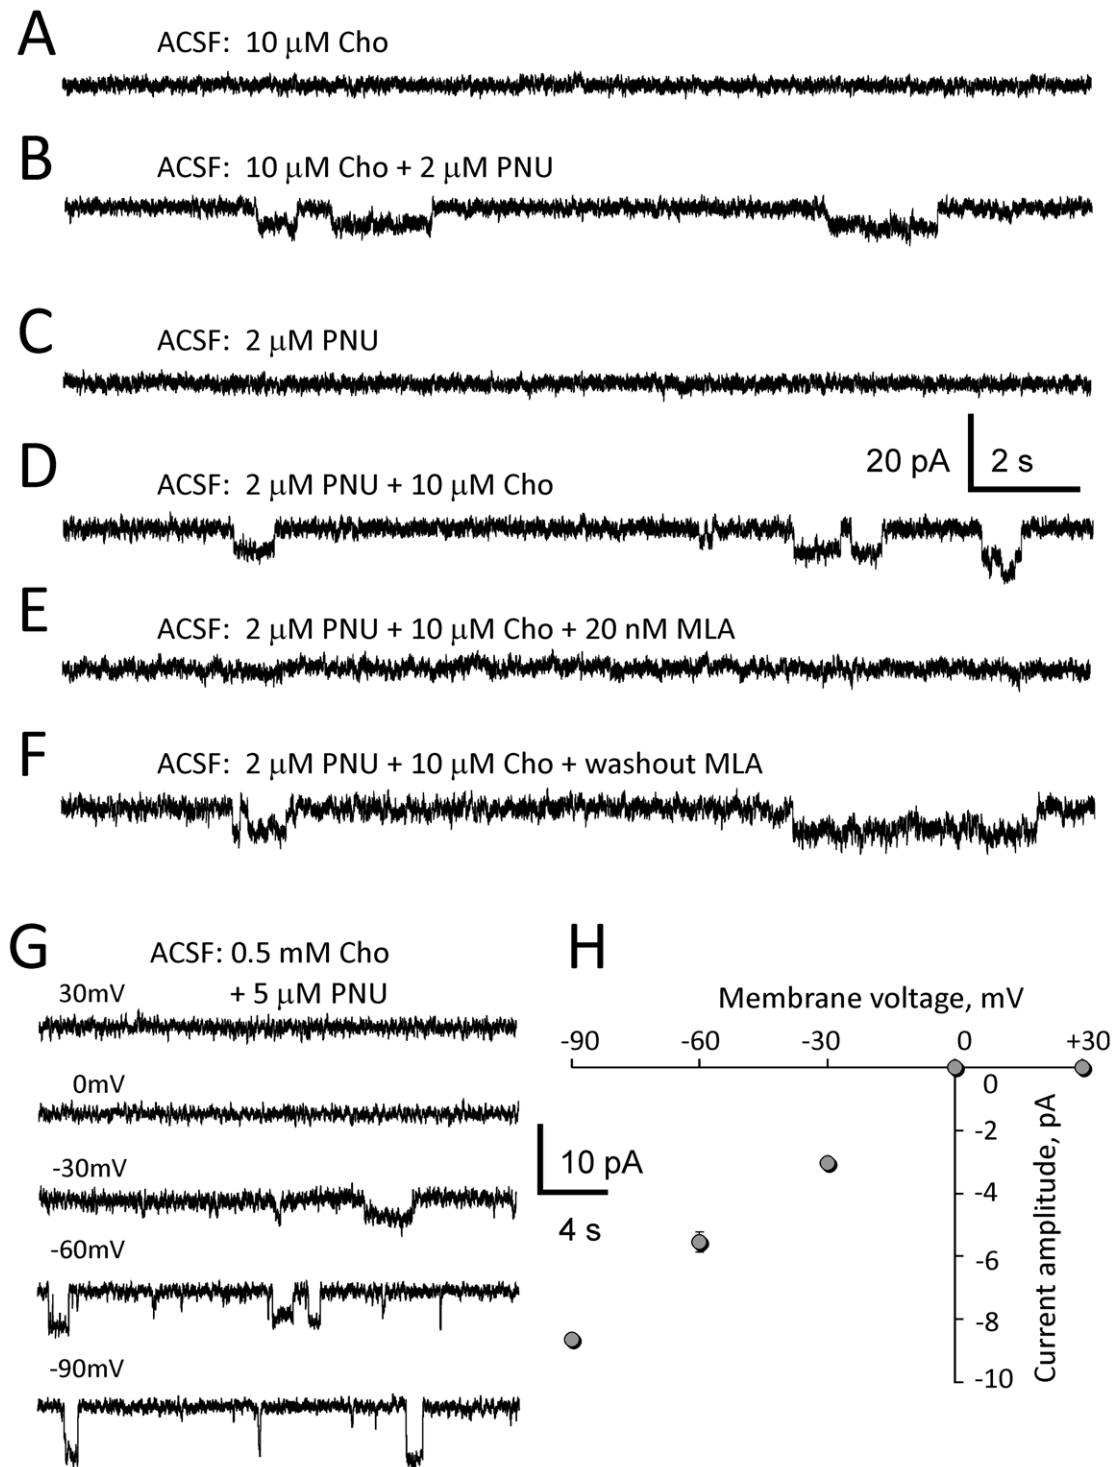 A
ACSF: 10 μM Cho
B
ACSF: 10 μM Cho + 2 μM PNU
C
ACSF: 2 μM PNU
20 pA
2 s
D
ACSF: 2 μM PNU + 10 μM Cho
E
ACSF: 2 μM PNU + 10 μM Cho + 20 nM MLA
F
ACSF: 2 μM PNU + 10 μM Cho + washout MLA
G
ACSF: 0.5 mM Cho
+ 5 μM PNU
30mV
0mV
-30mV
-60mV
-90mV
10 pA
4 s
H
Membrane voltage, mV
-90 -60 -30 0 +30
0
-2
-4
-6
-8
-10
Current amplitude, pA